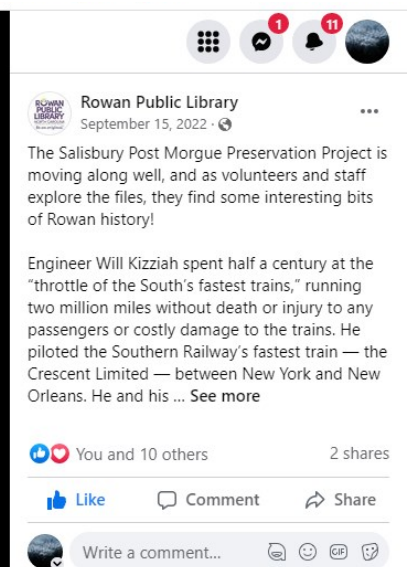 1
11
ROWAN
PUBLIC
LIBRARY
Rowan Public Library
September 15, 2022 ·
The Salisbury Post Morgue Preservation Project is
moving along well, and as volunteers and staff
explore the files, they find some interesting bits
of Rowan history!
Engineer Will Kizziah spent half a century at the
“throttle of the South’s fastest trains,” running
two million miles without death or injury to any
passengers or costly damage to the trains. He
piloted the Southern Railway’s fastest train — the
Crescent Limited — between New York and New
Orleans. He and his ... See more
You and 10 others 2 shares
Like Comment Share
Write a comment... GIF